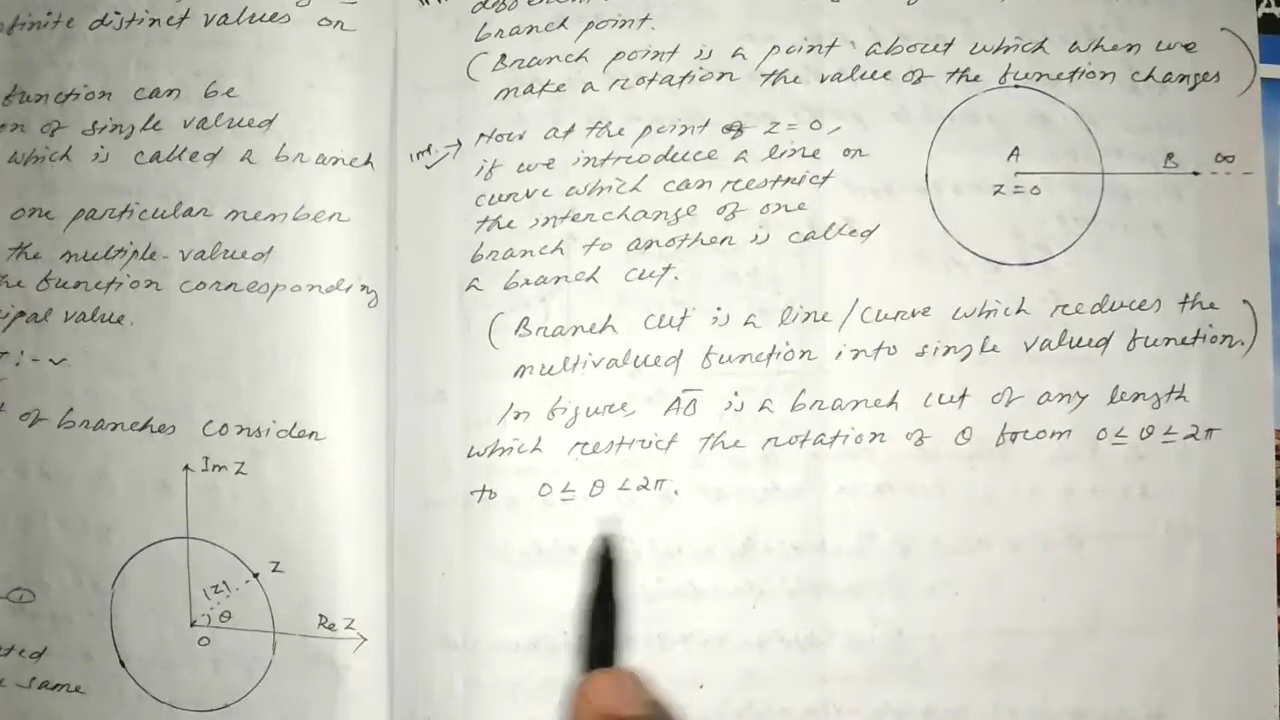 finite distinct values on
function can be
on of single valued
which is called a branch
one particular member
the multiple-valued
he function corresponding
ipal value.
:-
of branches consider
Im Z
Z
|Z|
θ
Re Z
O
1
ted
same
branch point.
(Branch point is a point about which when we
make a rotation the value of the function changes)
Imt. → Now at the point of z=0,
if we introduce a line or
curve which can restrict
the interchange of one
branch to another is called
a branch cut.
A
z=0
B
∞
(Branch cut is a line/curve which reduces the
multivalued function into single valued function.)
In figure, AB is a branch cut of any length
which restrict the rotation of θ from 0≤θ≤2π
to 0≤θ<2π.